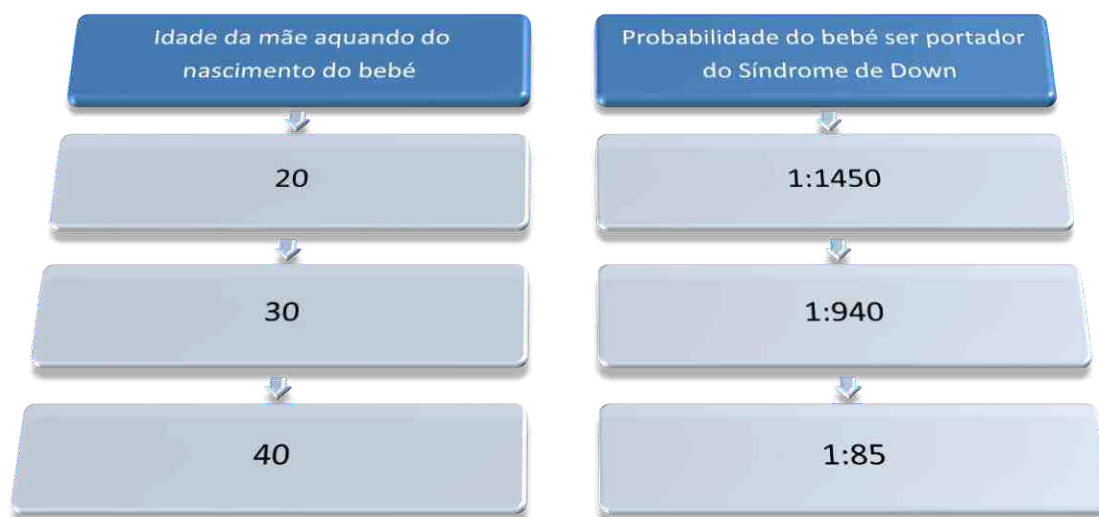 Idade da mãe aquando do
nascimento do bebé
Probabilidade do bebé ser portador
do Síndrome de Down
20
1:1450
30
1:940
40
1:85